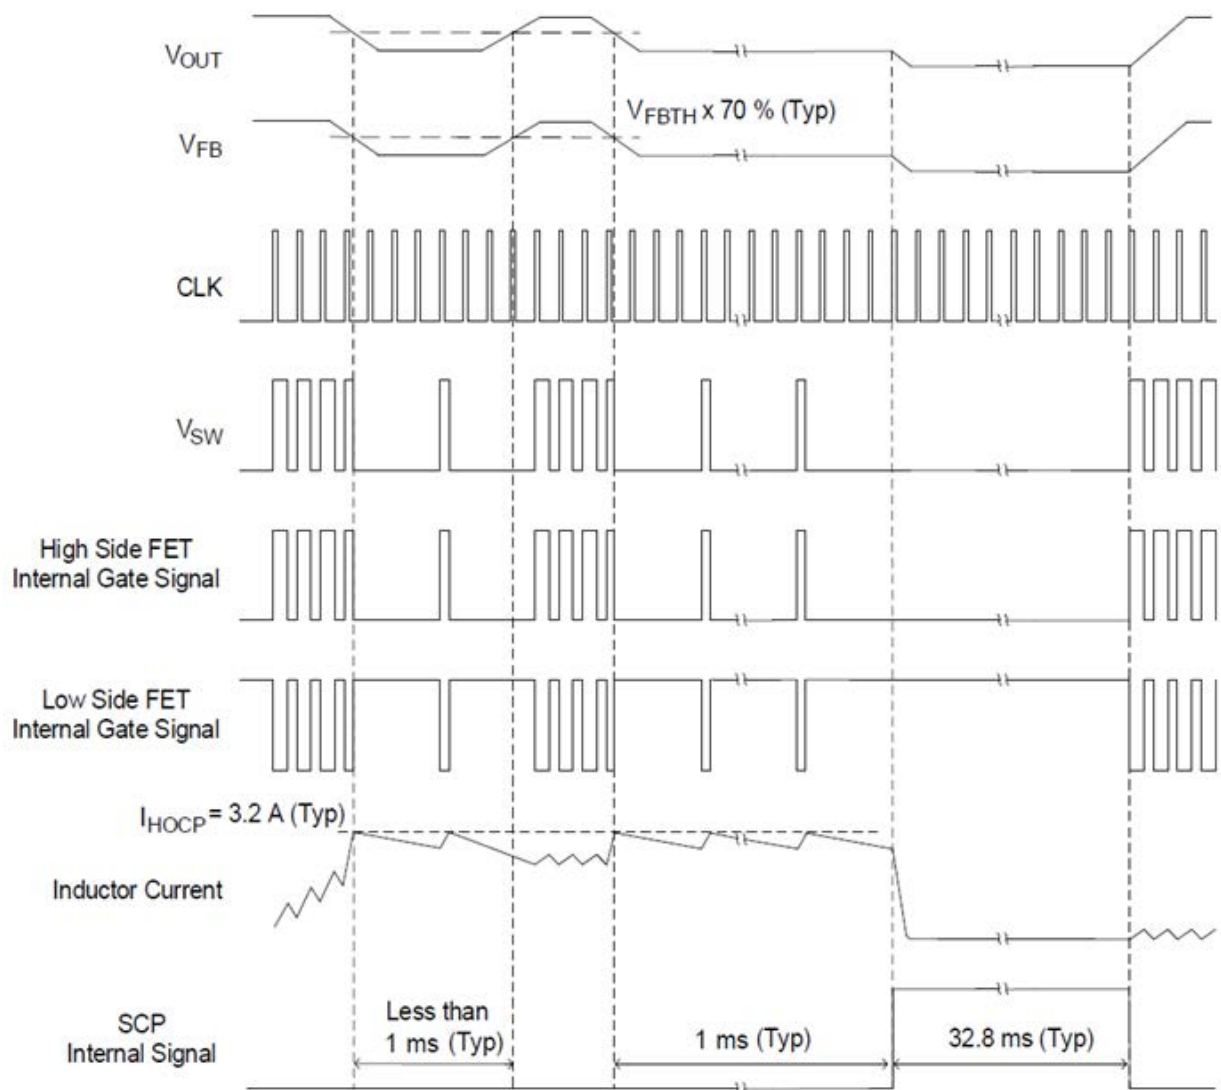 VOUT
VFBTH x 70 % (Typ)
VFB
CLK
VSW
High Side FET
Internal Gate Signal
Low Side FET
Internal Gate Signal
IHOCP = 3.2 A (Typ)
Inductor Current
SCP
Internal Signal
Less than
1 ms (Typ)
1 ms (Typ)
32.8 ms (Typ)